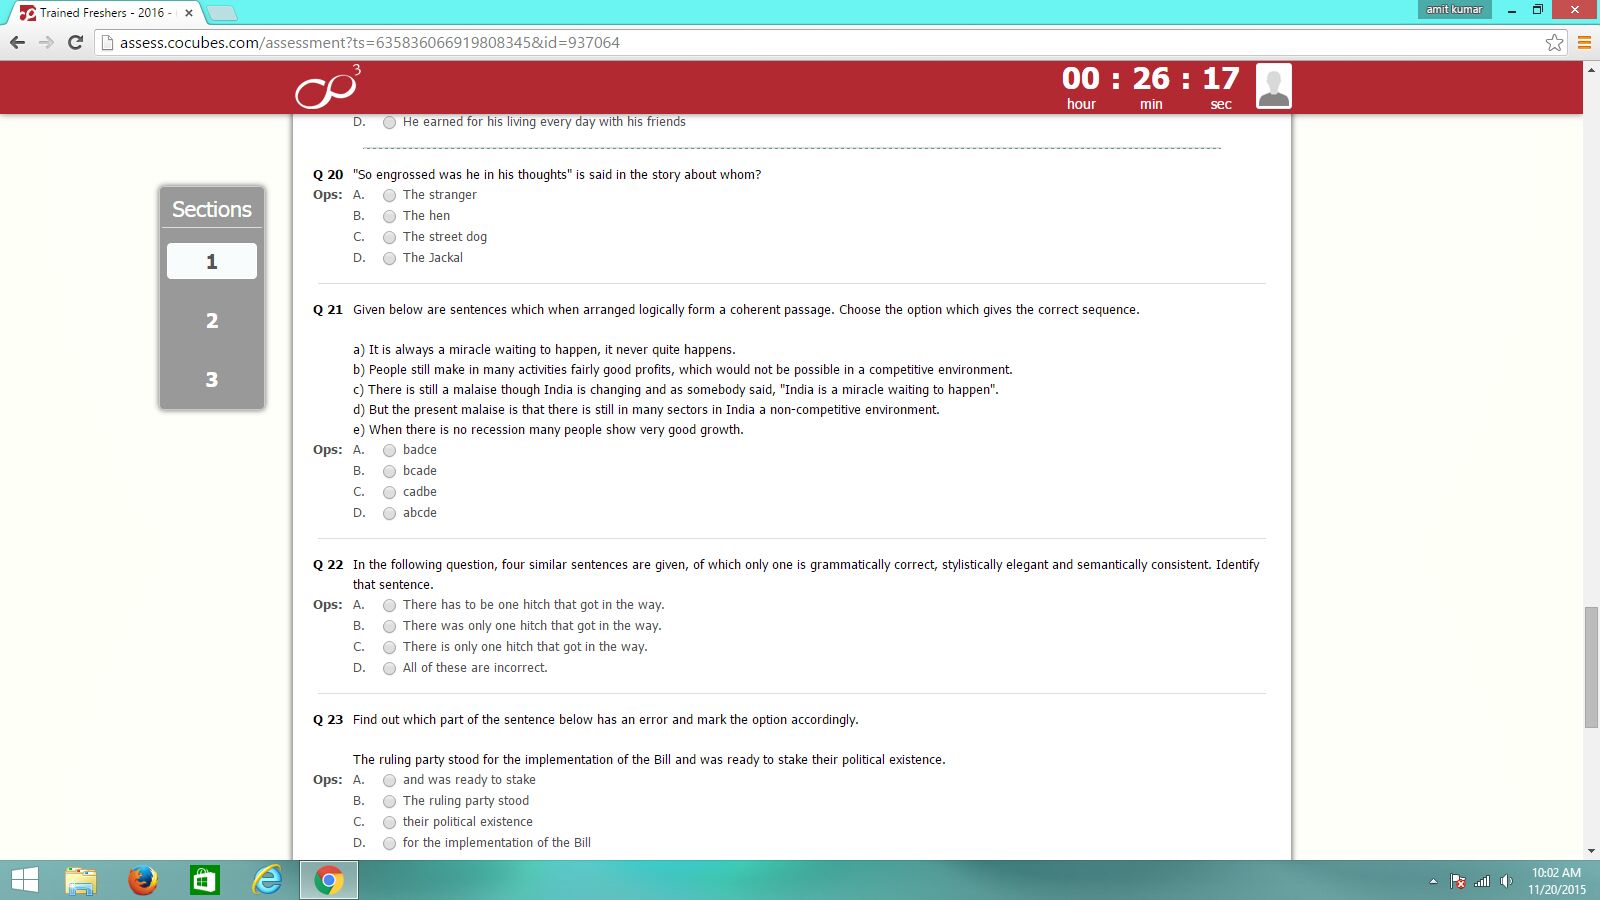 Trained Freshers - 2016 -
amit kumar
assess.cocubes.com/assessment?ts=635836066919808345&id=937064
3
00 : 26 : 17
hour min sec
D. He earned for his living every day with his friends
Q 20 "So engrossed was he in his thoughts" is said in the story about whom?
Ops: A. The stranger
B. The hen
C. The street dog
D. The Jackal
Sections
1
2
3
Q 21 Given below are sentences which when arranged logically form a coherent passage. Choose the option which gives the correct sequence.
a) It is always a miracle waiting to happen, it never quite happens.
b) People still make in many activities fairly good profits, which would not be possible in a competitive environment.
c) There is still a malaise though India is changing and as somebody said, "India is a miracle waiting to happen".
d) But the present malaise is that there is still in many sectors in India a non-competitive environment.
e) When there is no recession many people show very good growth.
Ops: A. badce
B. bcade
C. cadbe
D. abcde
Q 22 In the following question, four similar sentences are given, of which only one is grammatically correct, stylistically elegant and semantically consistent. Identify
that sentence.
Ops: A. There has to be one hitch that got in the way.
B. There was only one hitch that got in the way.
C. There is only one hitch that got in the way.
D. All of these are incorrect.
Q 23 Find out which part of the sentence below has an error and mark the option accordingly.
The ruling party stood for the implementation of the Bill and was ready to stake their political existence.
Ops: A. and was ready to stake
B. The ruling party stood
C. their political existence
D. for the implementation of the Bill
10:02 AM
11/20/2015